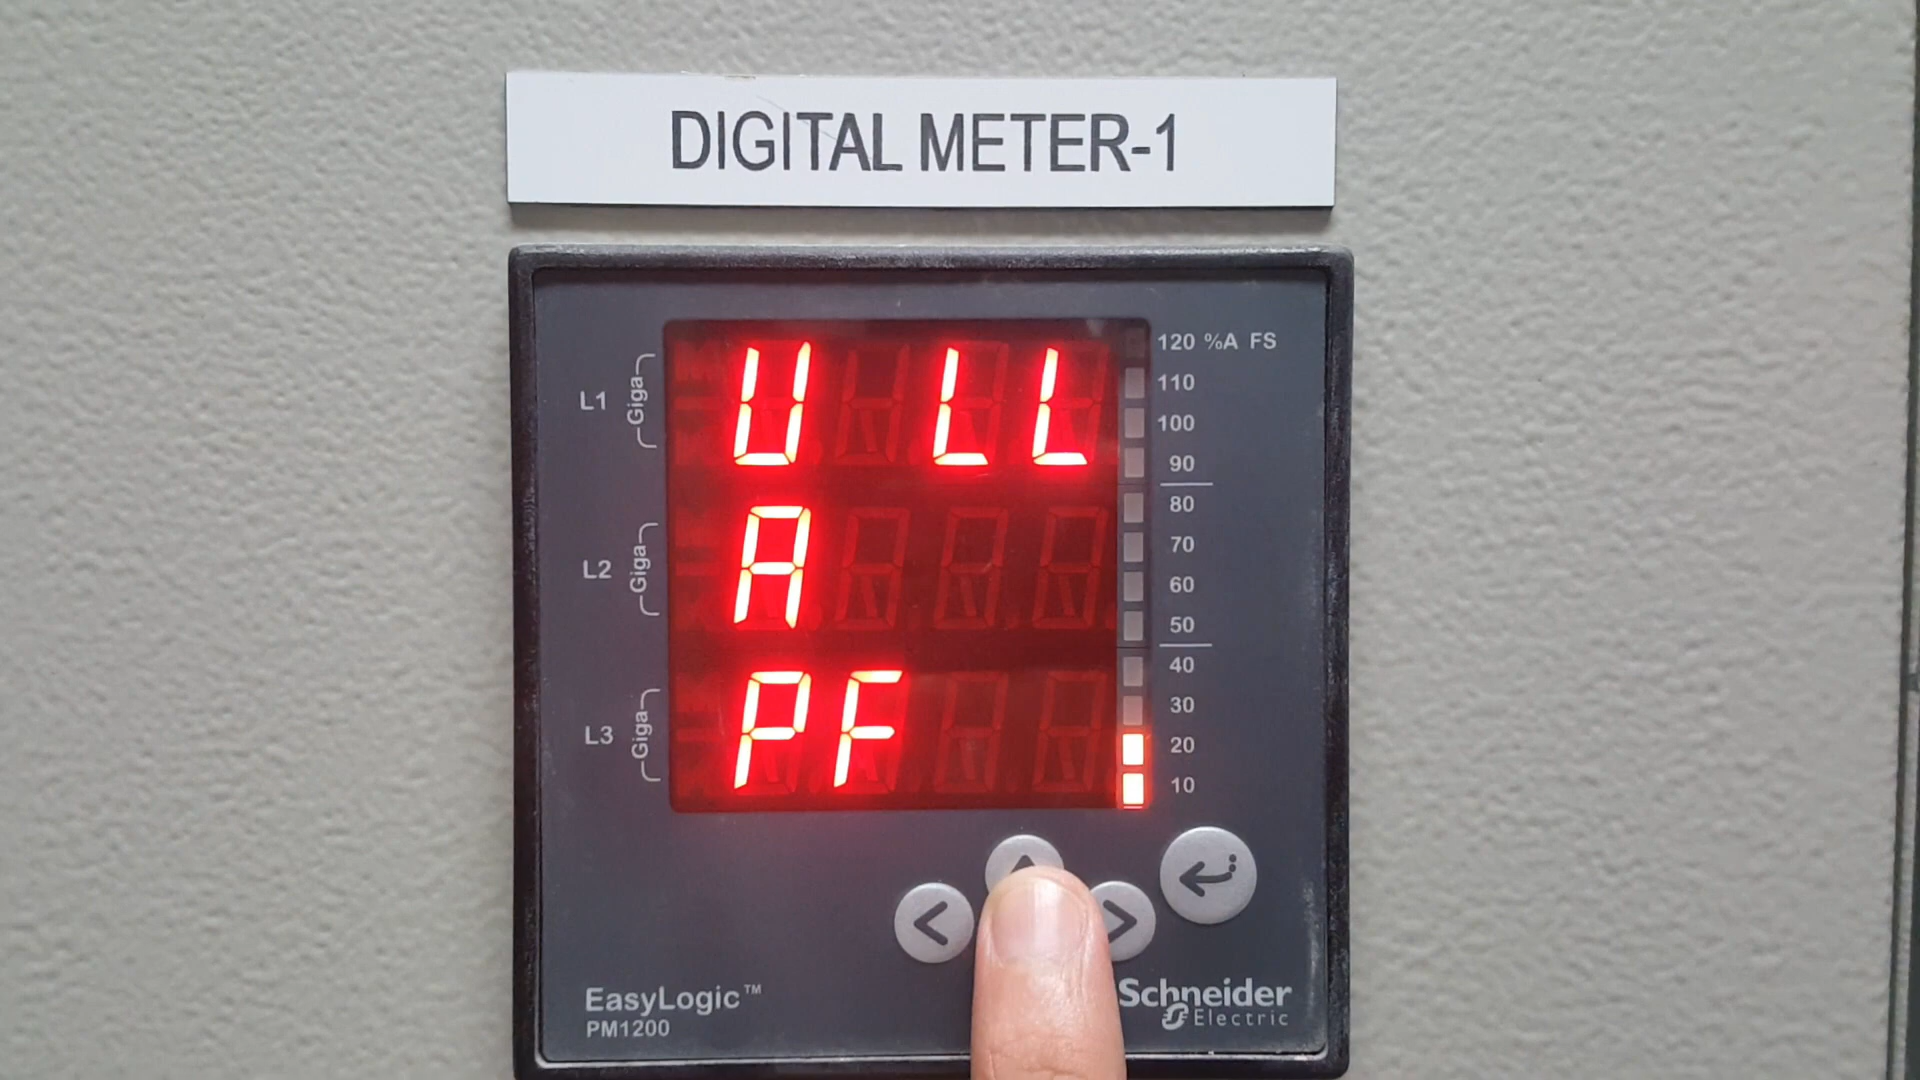 DIGITAL METER-1
120 %A FS
L1 Giga U LL 110
100
90
80
L2 Giga A 70
60
50
40
L3 Giga PF 30
20
10
EasyLogic™
PM1200
Schneider
Electric